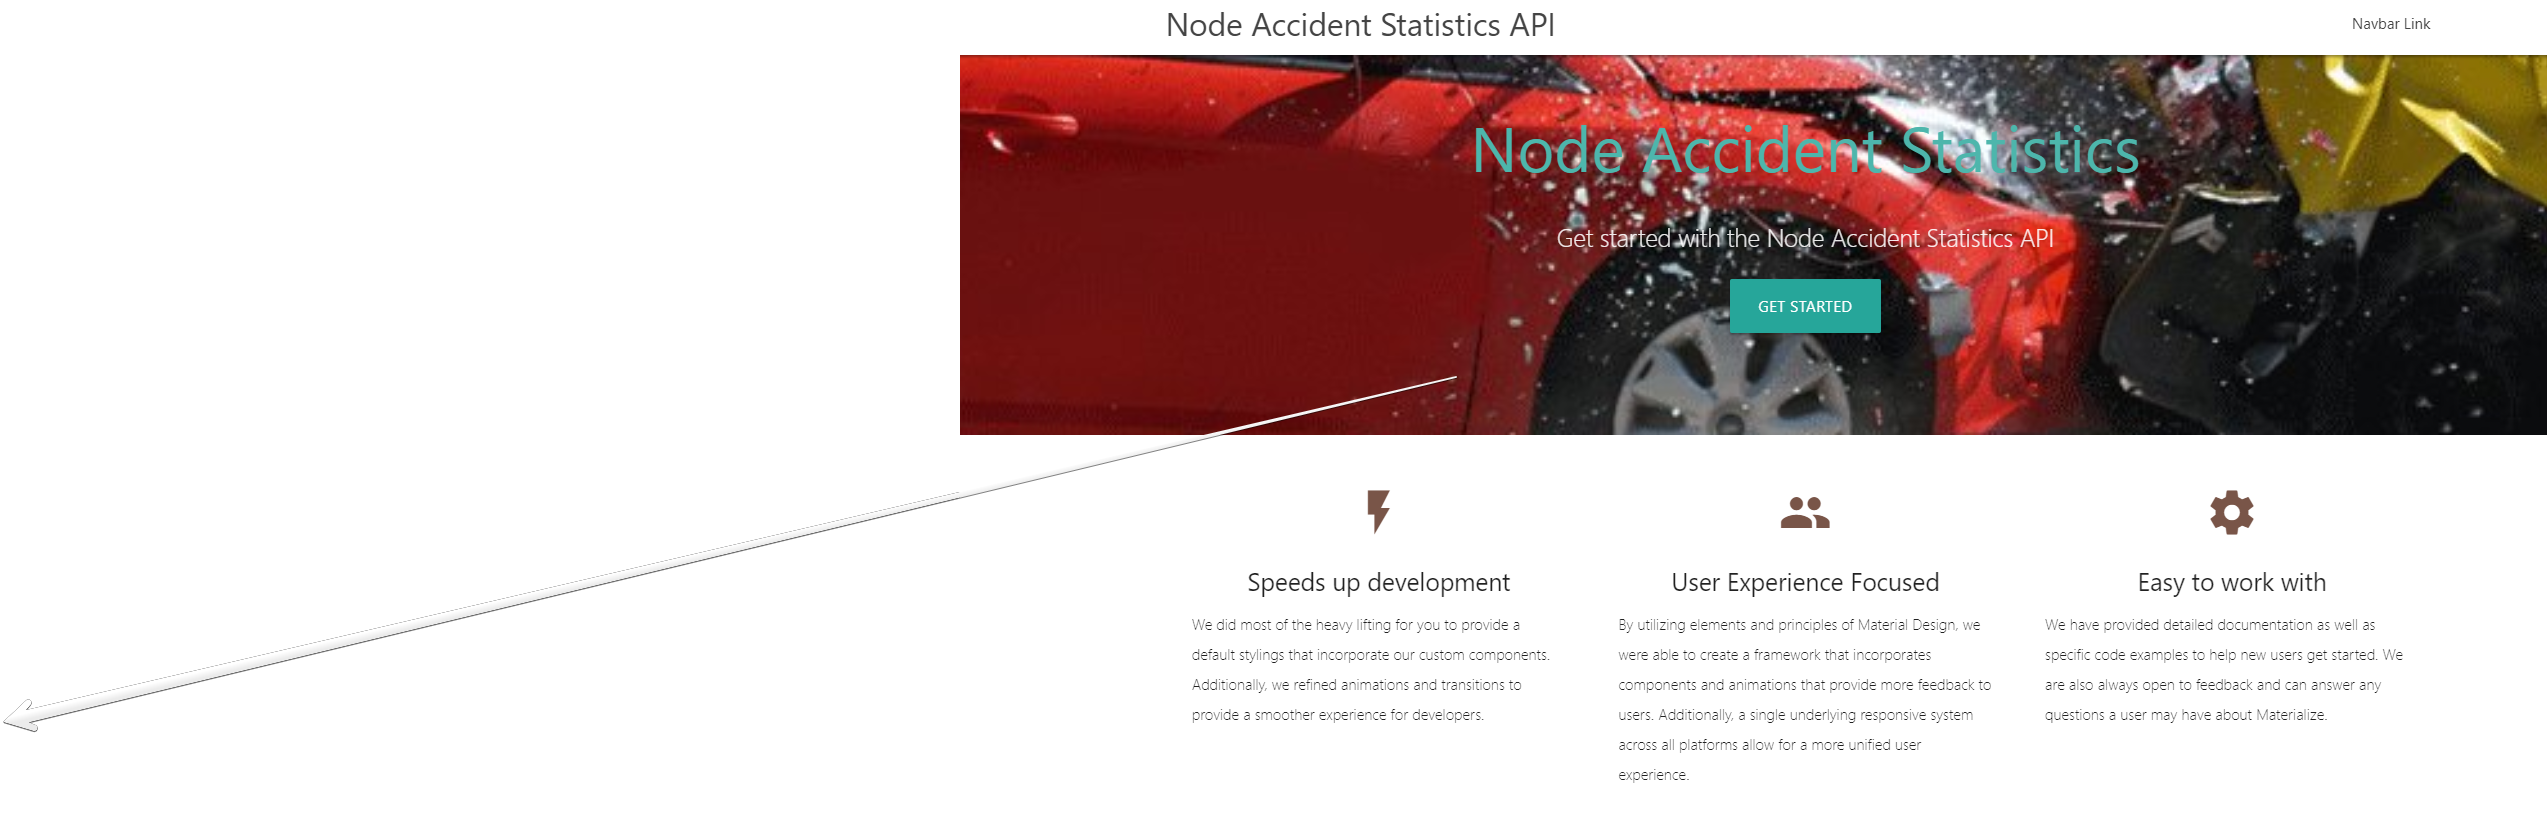 Node Accident Statistics API
Navbar Link
Node Accident Statistics
Get started with the Node Accident Statistics API
GET STARTED
Speeds up development
We did most of the heavy lifting for you to provide a
default stylings that incorporate our custom components.
Additionally, we refined animations and transitions to
provide a smoother experience for developers.
User Experience Focused
By utilizing elements and principles of Material Design, we
were able to create a framework that incorporates
components and animations that provide more feedback to
users. Additionally, a single underlying responsive system
across all platforms allow for a more unified user
experience.
Easy to work with
We have provided detailed documentation as well as
specific code examples to help new users get started. We
are also always open to feedback and can answer any
questions a user may have about Materialize.